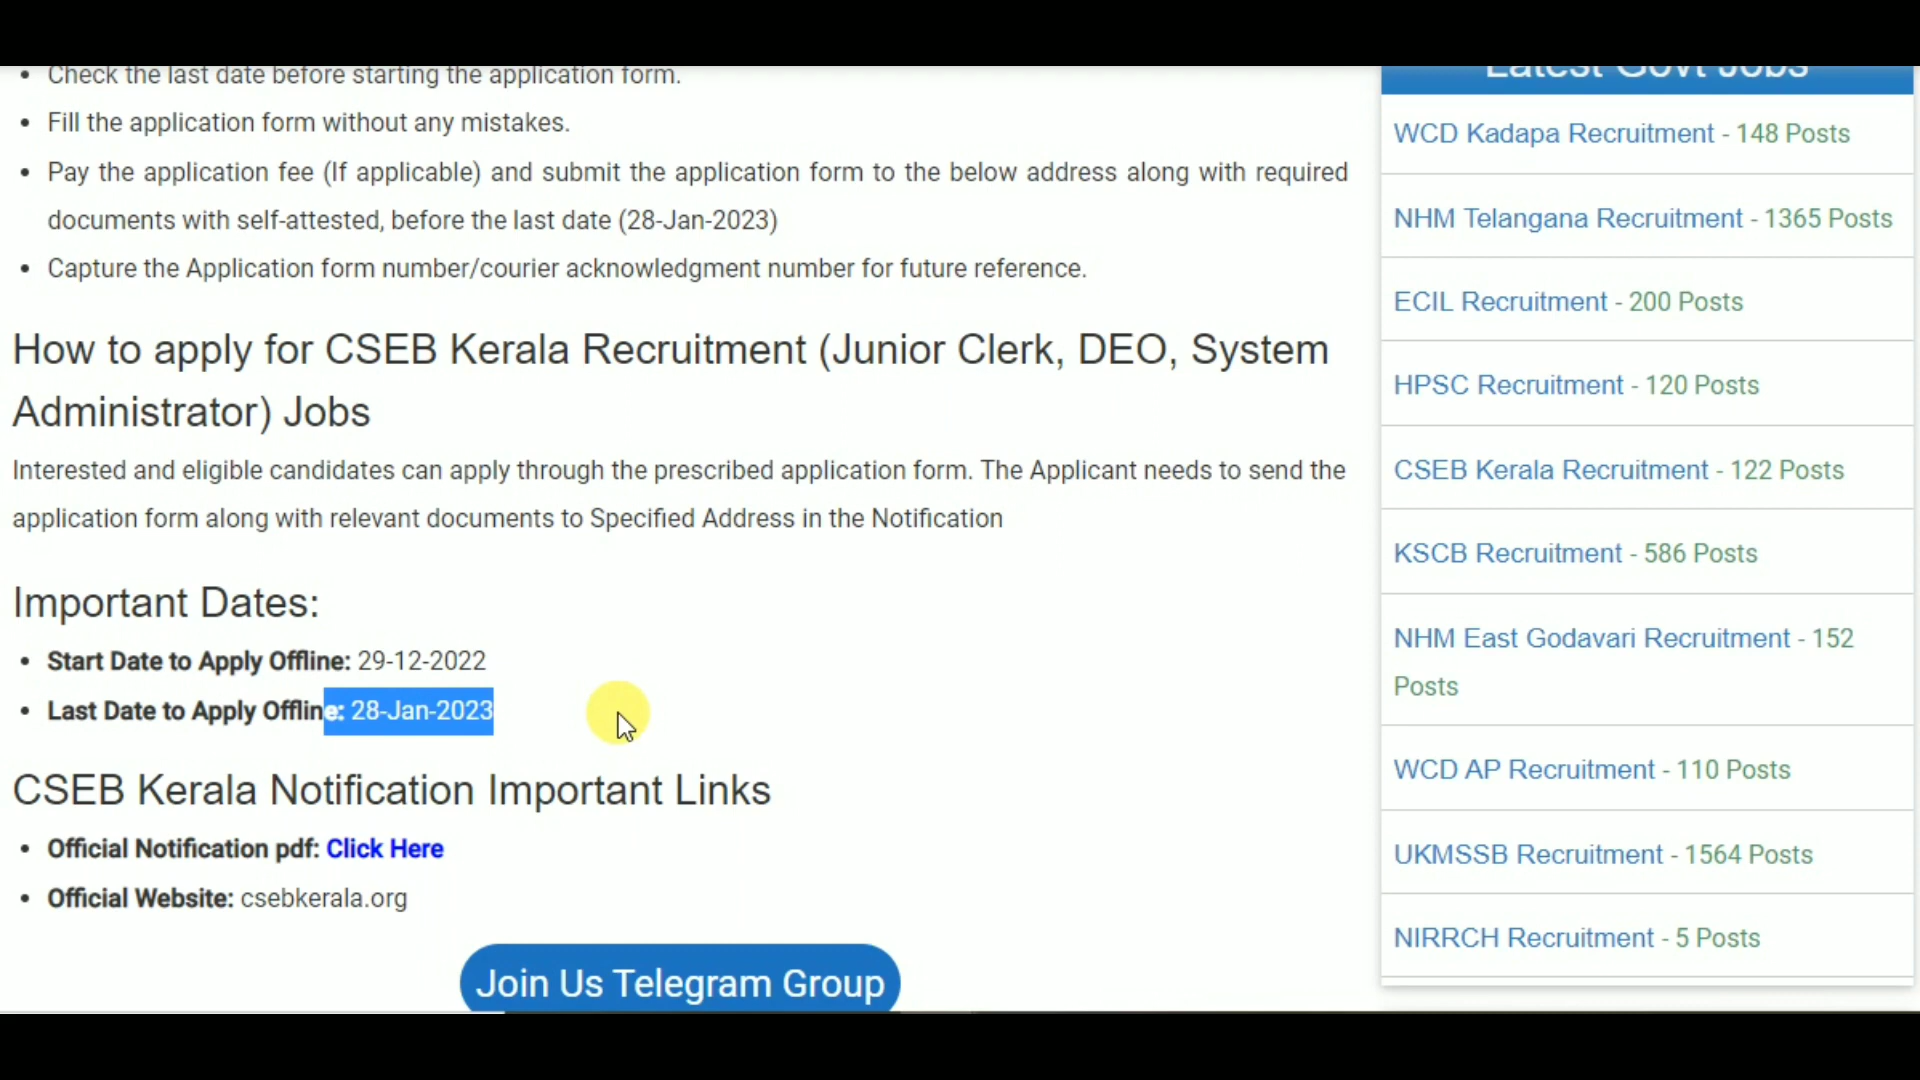 Check the last date before starting the application form.
Fill the application form without any mistakes.
Pay the application fee (If applicable) and submit the application form to the below address along with required
documents with self-attested, before the last date (28-Jan-2023)
Capture the Application form number/courier acknowledgment number for future reference.
How to apply for CSEB Kerala Recruitment (Junior Clerk, DEO, System
Administrator) Jobs
Interested and eligible candidates can apply through the prescribed application form. The Applicant needs to send the
application form along with relevant documents to Specified Address in the Notification
Important Dates:
Start Date to Apply Offline: 29-12-2022
Last Date to Apply Offline: 28-Jan-2023
CSEB Kerala Notification Important Links
Official Notification pdf: Click Here
Official Website: csebkerala.org
Join Us Telegram Group
Latest Govt Jobs
WCD Kadapa Recruitment - 148 Posts
NHM Telangana Recruitment - 1365 Posts
ECIL Recruitment - 200 Posts
HPSC Recruitment - 120 Posts
CSEB Kerala Recruitment - 122 Posts
KSCB Recruitment - 586 Posts
NHM East Godavari Recruitment - 152
Posts
WCD AP Recruitment - 110 Posts
UKMSSB Recruitment - 1564 Posts
NIRRCH Recruitment - 5 Posts